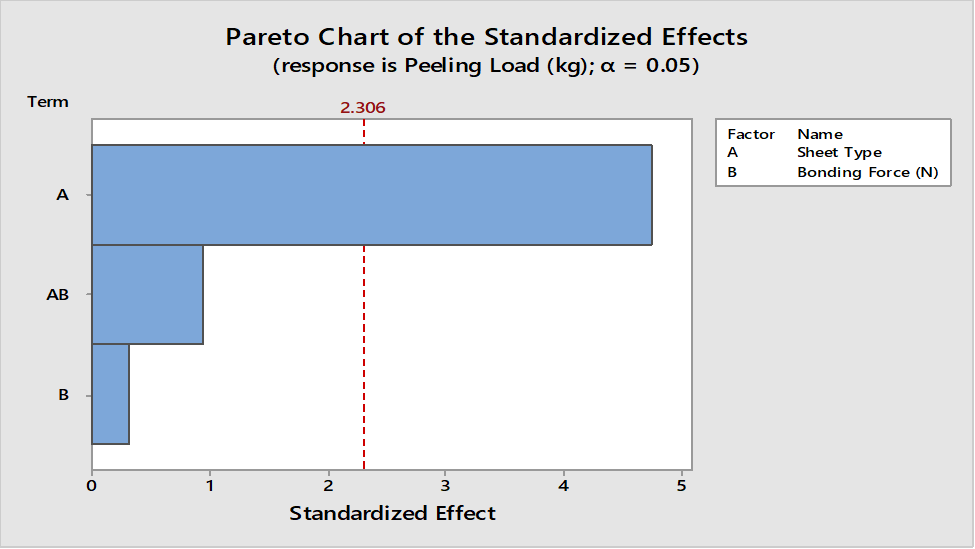 Pareto Chart of the Standardized Effects
(response is Peeling Load (kg); α = 0.05)
Term
2.306
Factor Name
A Sheet Type
B Bonding Force (N)
A
AB
B
0 1 2 3 4 5
Standardized Effect